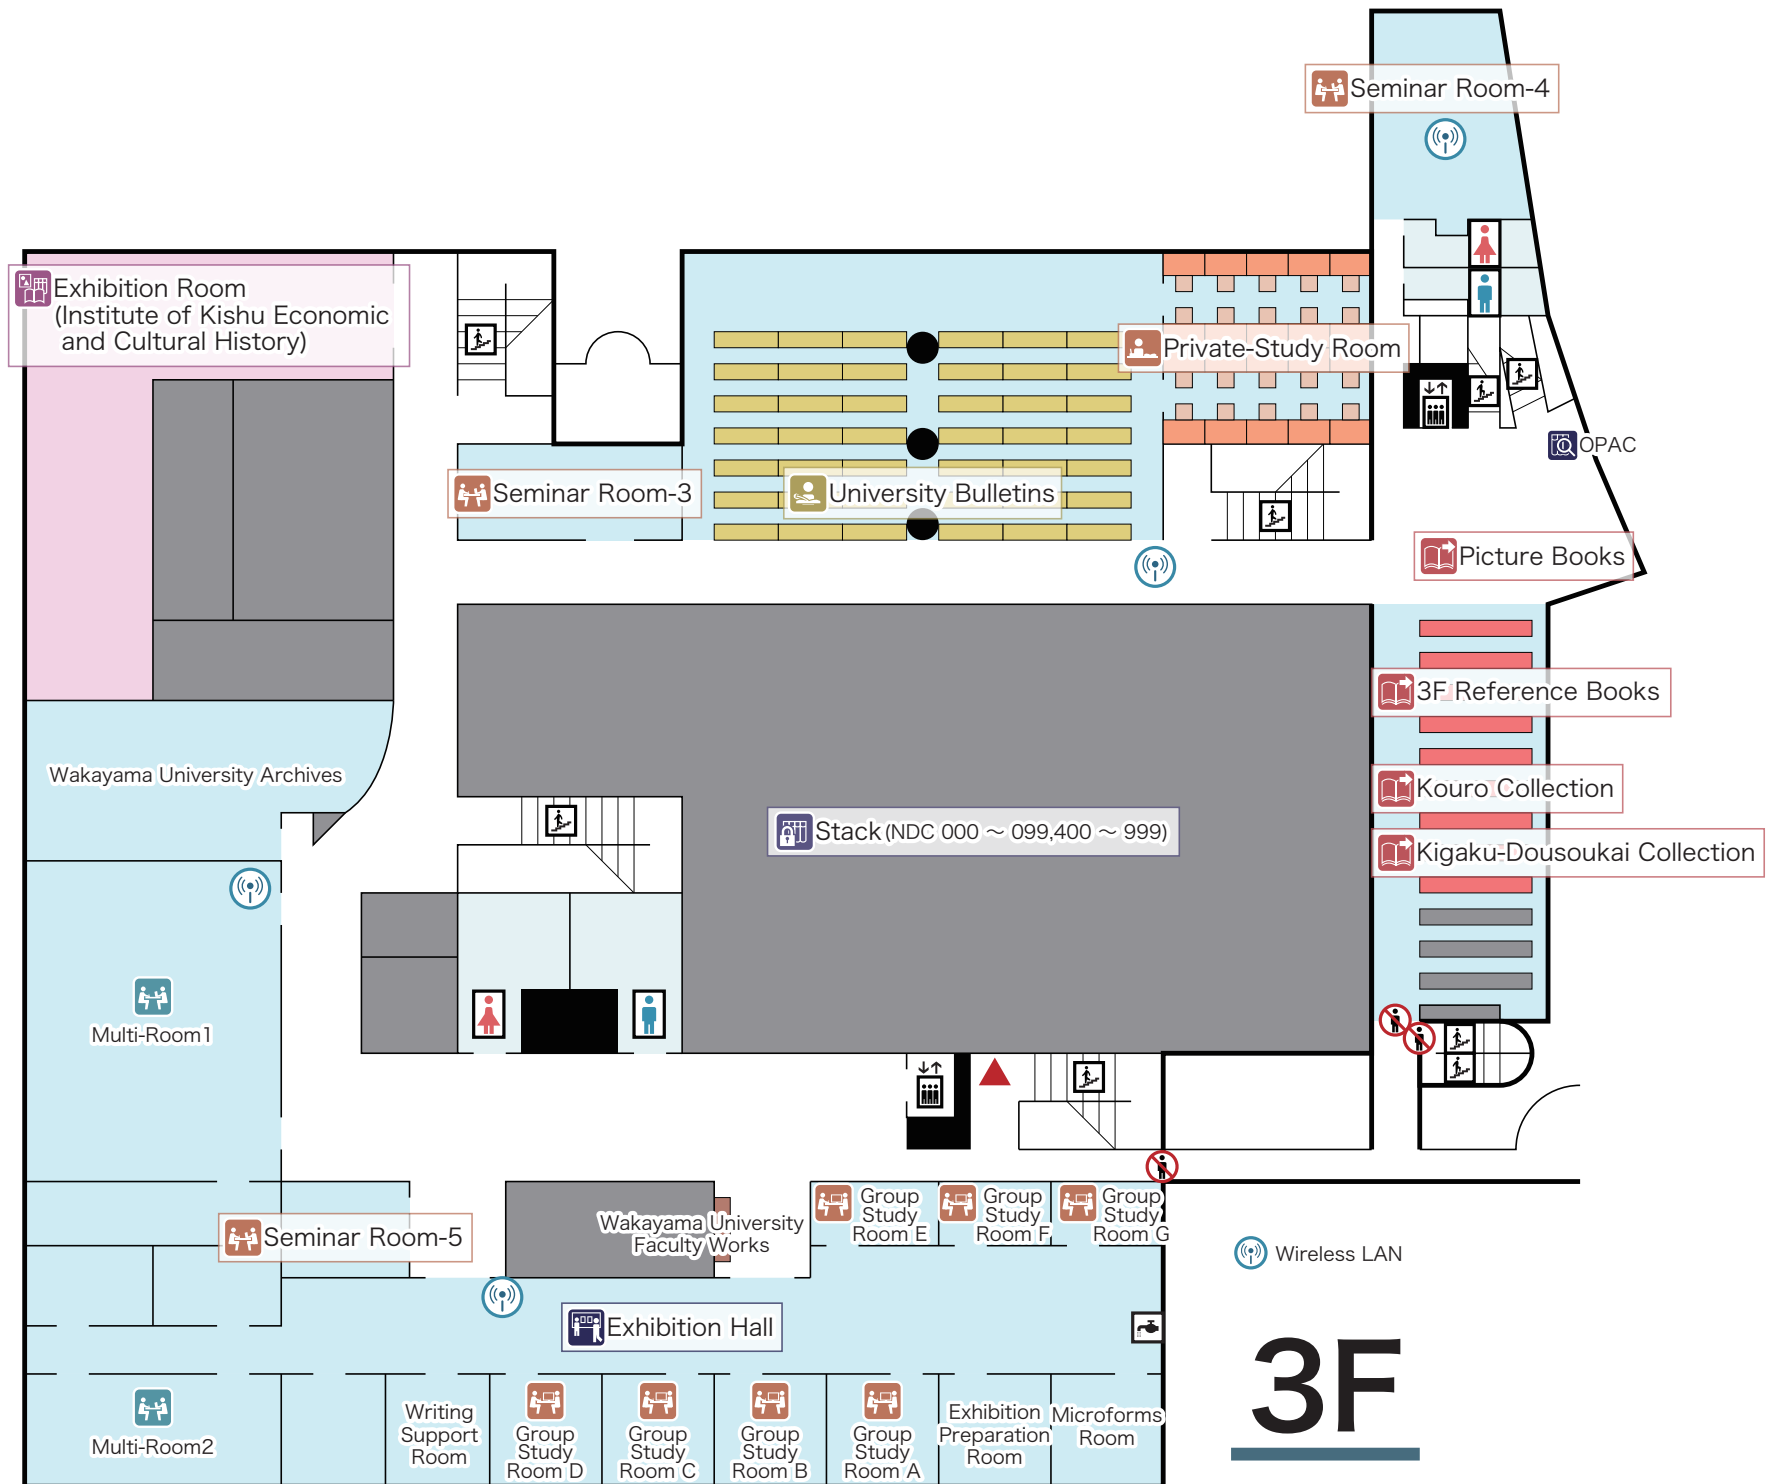 Seminar Room-4
Exhibition Room
(Institute of Kishu Economic
and Cultural History)
Private-Study Room
OPAC
Seminar Room-3
University Bulletins
Picture Books
3F Reference Books
Wakayama University Archives
Kouro Collection
Stack (NDC 000 ～ 099,400 ～ 999)
Kigaku-Dousoukai Collection
Multi-Room1
Group
Study
Room E
Group
Study
Room F
Group
Study
Room G
Wakayama University
Faculty Works
Seminar Room-5
Wireless LAN
Exhibition Hall
3F
Multi-Room2
Writing
Support
Room
Group
Study
Room D
Group
Study
Room C
Group
Study
Room B
Group
Study
Room A
Exhibition
Preparation
Room
Microforms
Room